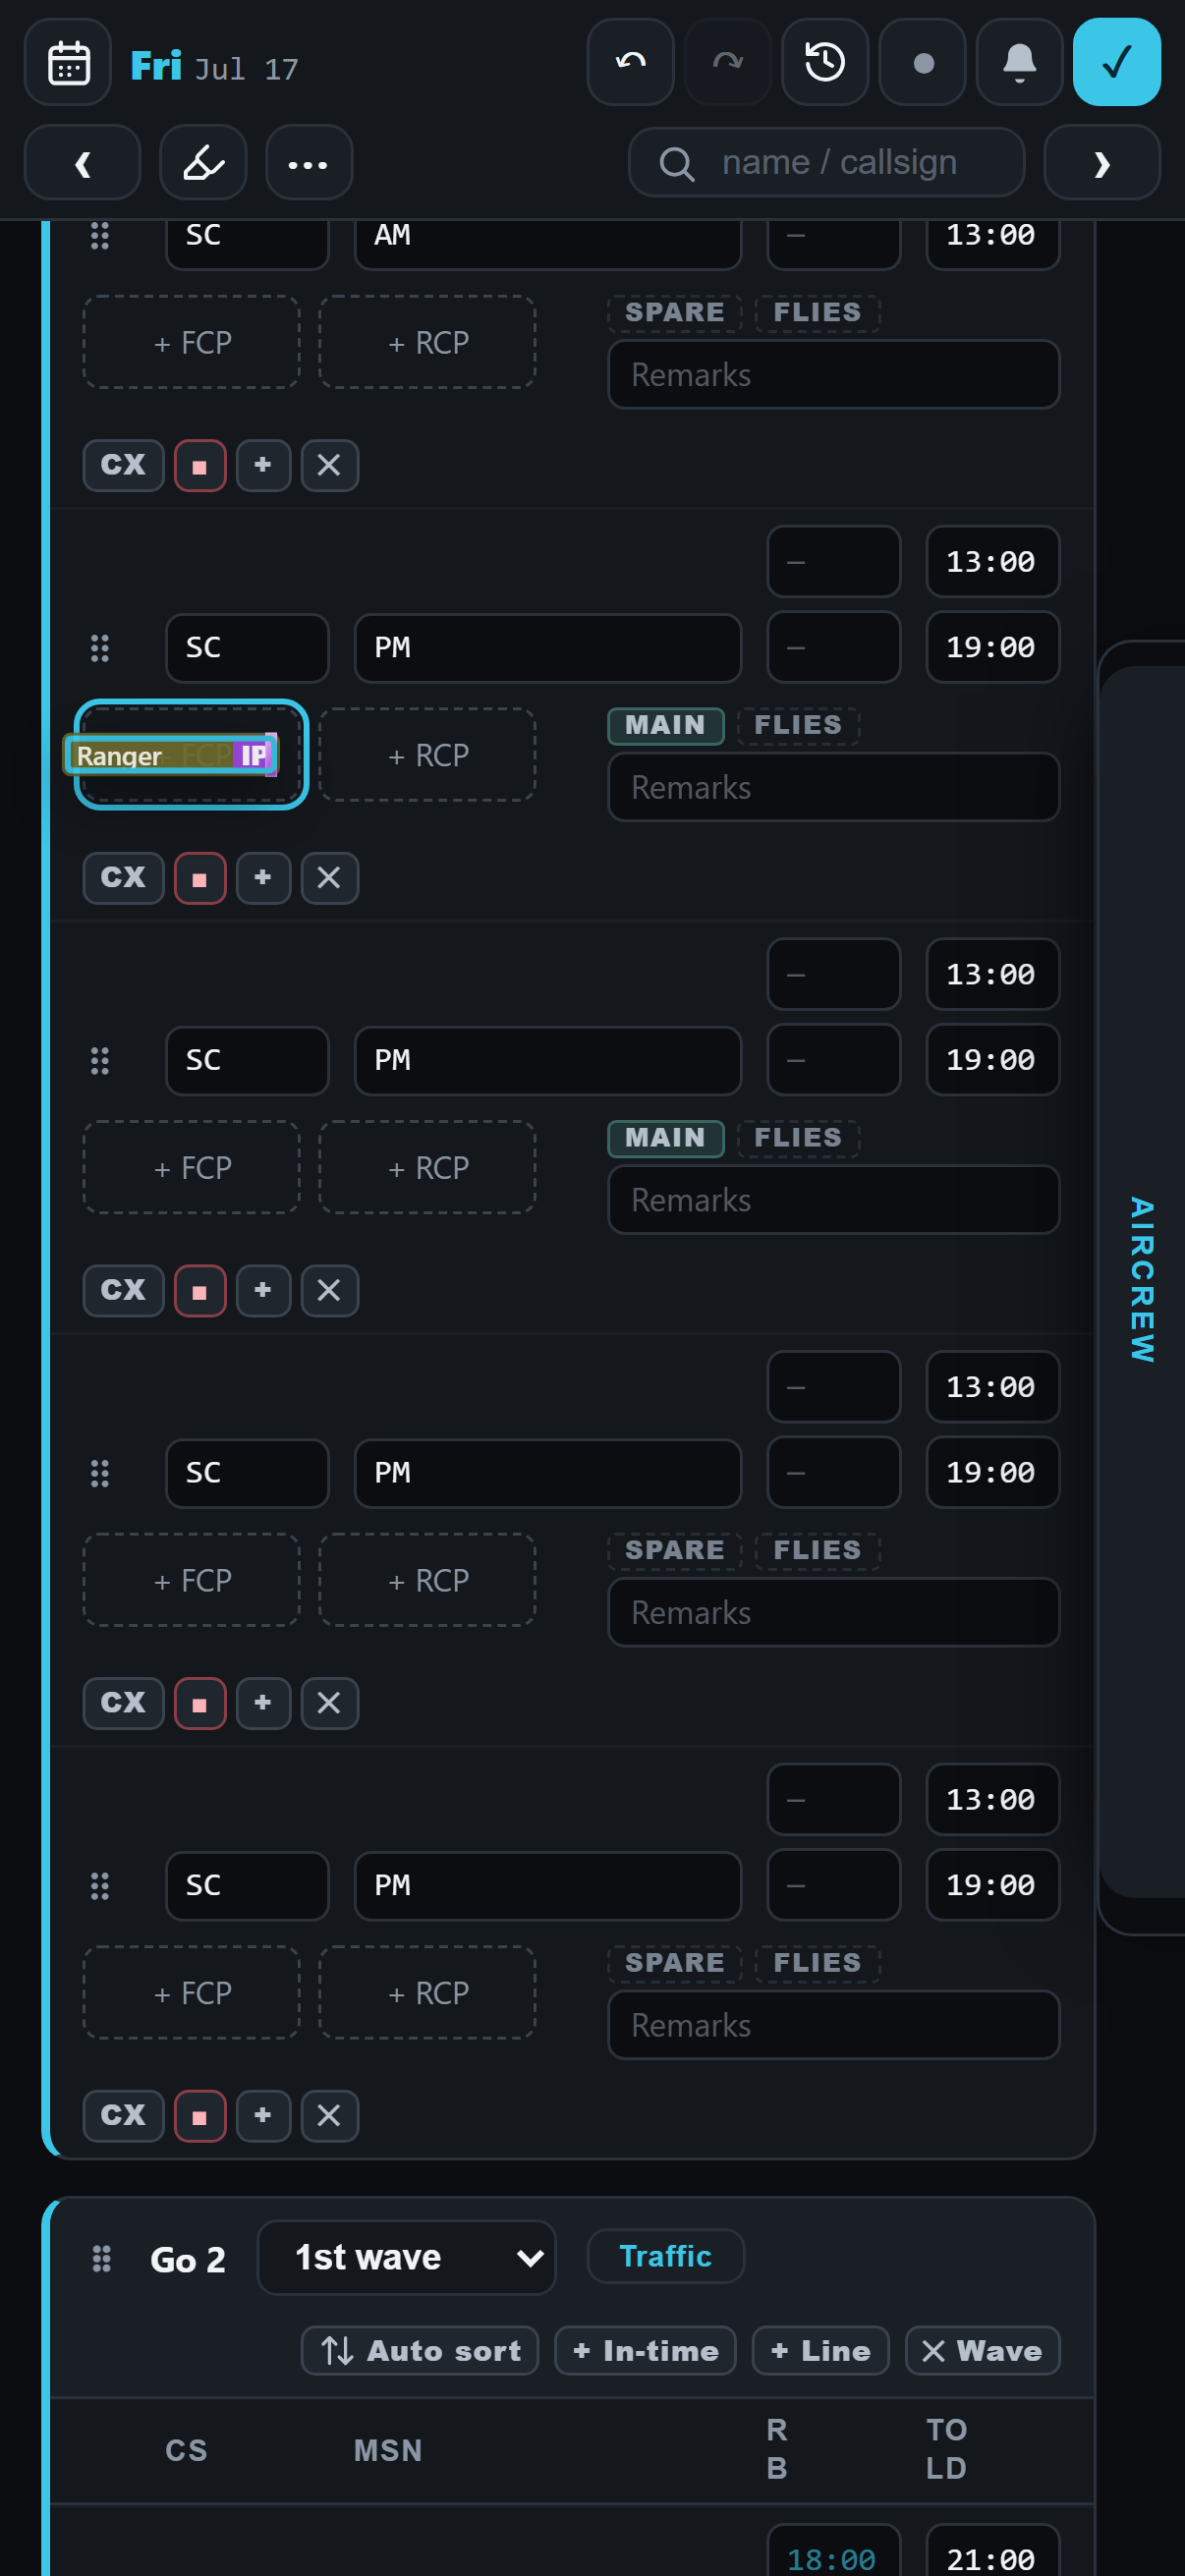 Fri Jul 17
name / callsign
SC AM – 13:00
+ FCP + RCP SPARE FLIES
Remarks
CX +
– 13:00
SC PM – 19:00
Ranger FCP IP + RCP MAIN FLIES
Remarks
CX +
– 13:00
SC PM – 19:00
+ FCP + RCP MAIN FLIES
Remarks
CX +
– 13:00
SC PM – 19:00
+ FCP + RCP SPARE FLIES
Remarks
CX +
– 13:00
SC PM – 19:00
+ FCP + RCP SPARE FLIES
Remarks
CX +
AIRCREW
Go 2 1st wave Traffic
Auto sort + In-time + Line × Wave
CS MSN R TO
B LD
18:00 21:00